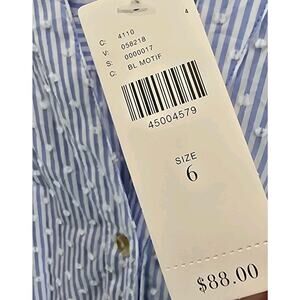 C: 4110
V: 058218
S: 0000017
C: BL MOTIF
4
45004579
SIZE
6
$88.00